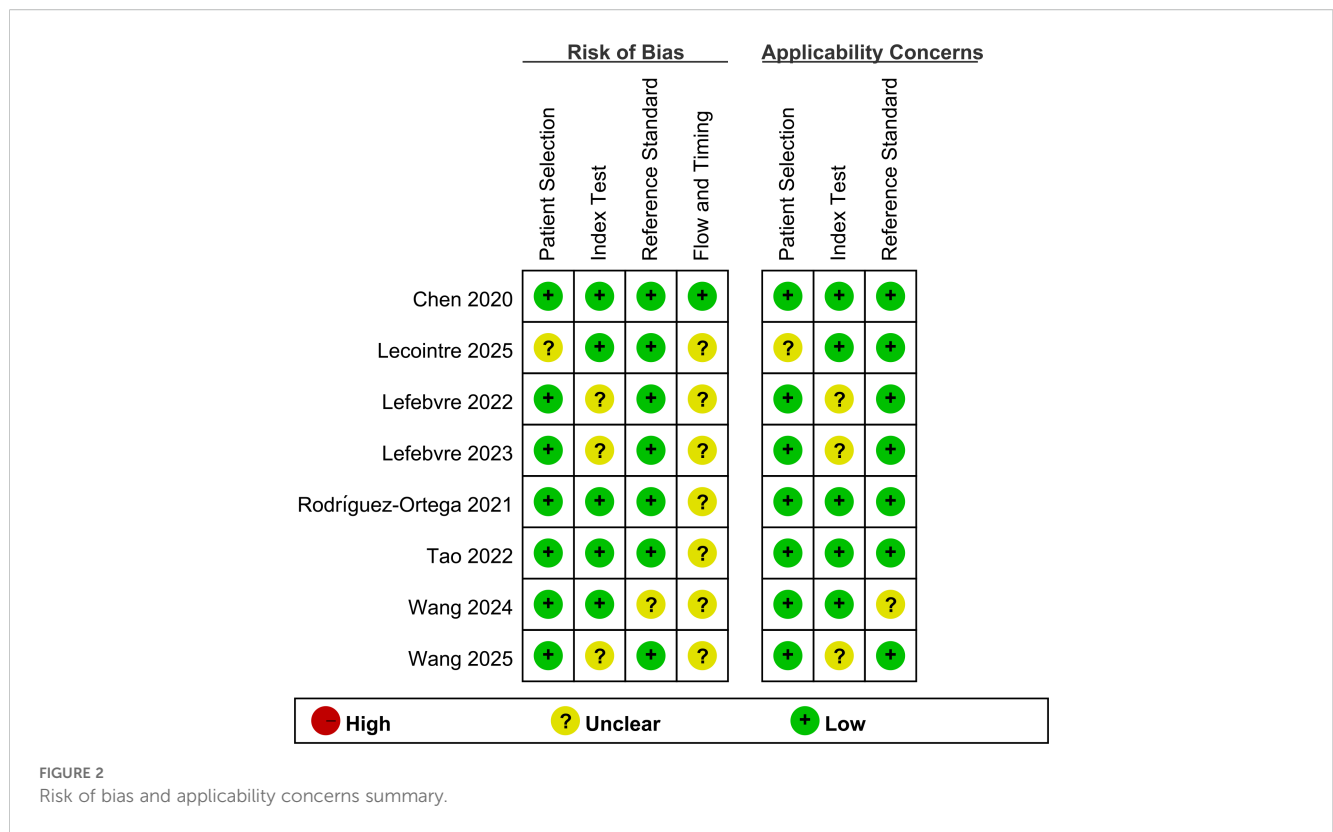 Risk of Bias Applicability Concerns
Patient Selection Index Test Reference Standard Flow and Timing Patient Selection Index Test Reference Standard
Chen 2020 + + + + + + +
Lecointre 2025 ? + + ? ? + +
Lefebvre 2022 + ? + ? + ? +
Lefebvre 2023 + ? + ? + ? +
Rodríguez-Ortega 2021 + + + ? + + +
Tao 2022 + + + ? + + +
Wang 2024 + + ? ? + + ?
Wang 2025 + ? + ? + ? +
– High ? Unclear + Low
FIGURE 2
Risk of bias and applicability concerns summary.